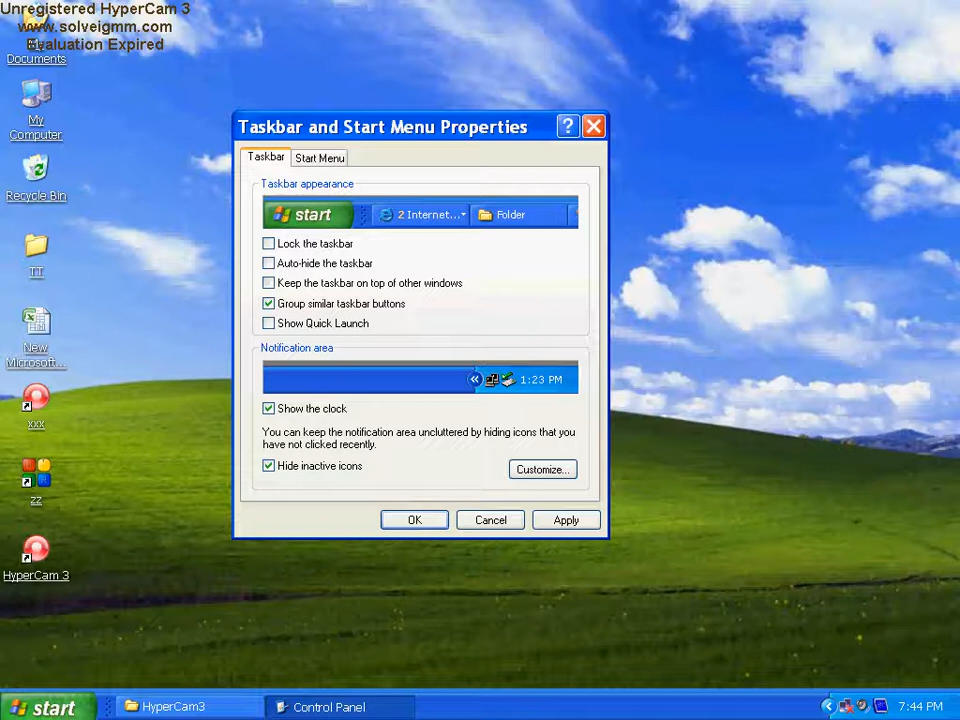 Unregistered HyperCam 3
www.solveigmm.com
Evaluation Expired
My
Documents
My
Computer
Recycle Bin
TT
New
Microsoft...
xxx
zz
HyperCam 3
Taskbar and Start Menu Properties
Taskbar
Start Menu
Taskbar appearance
start
2 Internet...
Folder
Lock the taskbar
Auto-hide the taskbar
Keep the taskbar on top of other windows
Group similar taskbar buttons
Show Quick Launch
Notification area
1:23 PM
Show the clock
You can keep the notification area uncluttered by hiding icons that you
have not clicked recently.
Hide inactive icons
Customize...
OK
Cancel
Apply
start
HyperCam3
Control Panel
7:44 PM